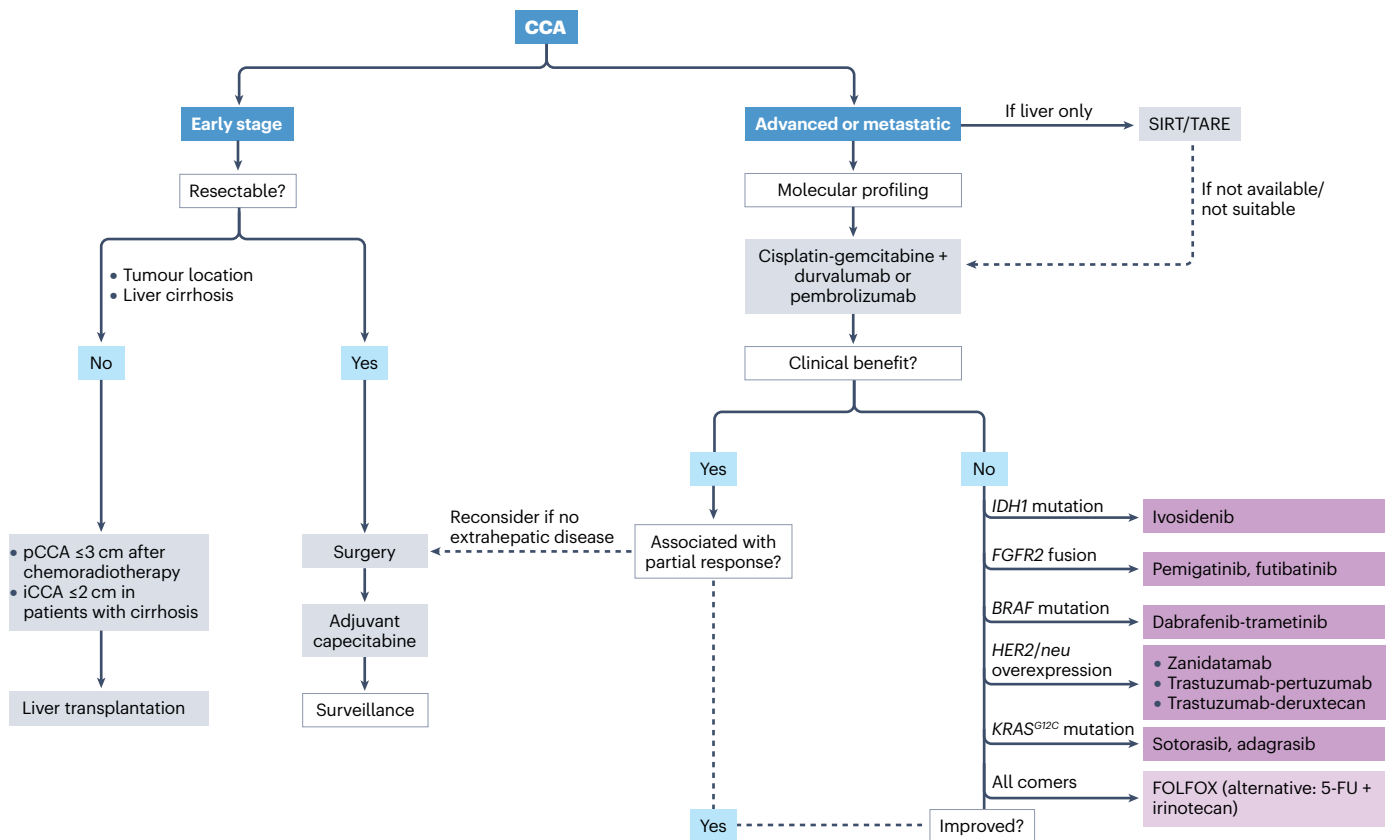 CCA
Early stage
Advanced or metastatic
If liver only
SIRT/TARE
Resectable?
Molecular profiling
If not available/
not suitable
• Tumour location
• Liver cirrhosis
Cisplatin-gemcitabine +
durvalumab or
pembrolizumab
No
Yes
Clinical benefit?
Yes
No
• pCCA ≤3 cm after
chemoradiotherapy
• iCCA ≤2 cm in
patients with cirrhosis
Liver transplantation
Surgery
Adjuvant
capecitabine
Surveillance
Reconsider if no
extrahepatic disease
Associated with
partial response?
IDH1 mutation
Ivosidenib
FGFR2 fusion
Pemigatinib, futibatinib
BRAF mutation
Dabrafenib-trametinib
HER2/neu
overexpression
• Zanidatamab
• Trastuzumab-pertuzumab
• Trastuzumab-deruxtecan
KRASG12C mutation
Sotorasib, adagrasib
All comers
FOLFOX (alternative: 5-FU +
irinotecan)
Yes
Improved?